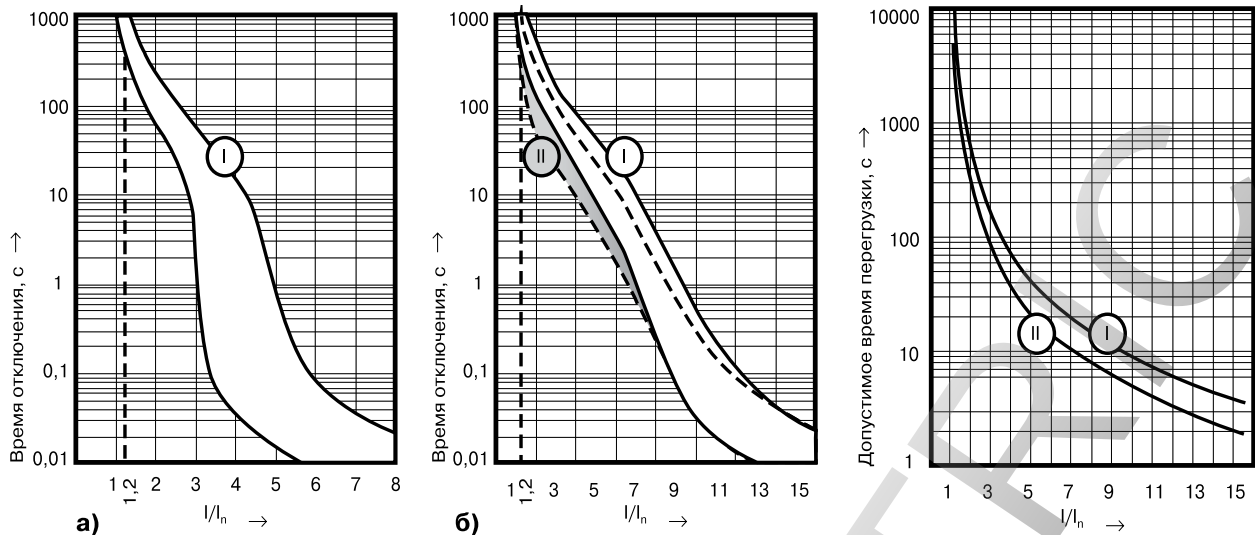 1000
100
10
1
0,1
0,01
Время отключения, с →
1 1,2 2 3 4 5 6 7 8
I/In →
а)
I
1000
100
10
1
0,1
0,01
Время отключения, с →
1 1,2 3 5 7 9 11 13 15
I/In →
б)
II
I
10000
1000
100
10
1
Допустимое время перегрузки, с →
1 3 5 7 9 11 13 15
I/In →
II
I
TRIC